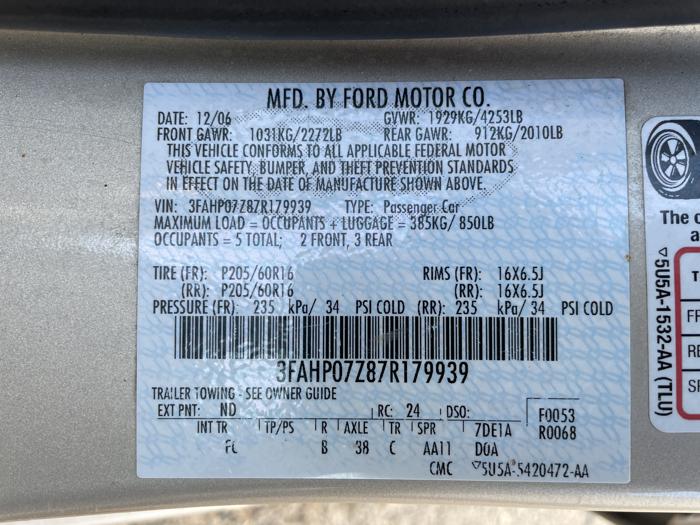 MFD. BY FORD MOTOR CO.
DATE: 12/06 GVWR: 1929KG/4253LB
FRONT GAWR: 1031KG/2272LB REAR GAWR: 912KG/2010LB
THIS VEHICLE CONFORMS TO ALL APPLICABLE FEDERAL MOTOR
VEHICLE SAFETY, BUMPER, AND THEFT PREVENTION STANDARDS
IN EFFECT ON THE DATE OF MANUFACTURE SHOWN ABOVE.
VIN: 3FAHP07Z87R179939 TYPE: Passenger Car
MAXIMUM LOAD = OCCUPANTS + LUGGAGE = 385KG/ 850LB
OCCUPANTS = 5 TOTAL; 2 FRONT, 3 REAR
TIRE (FR): P205/60R16 RIMS (FR): 16X6.5J
(RR): P205/60R16 (RR): 16X6.5J
PRESSURE (FR): 235 kPa/ 34 PSI COLD (RR): 235 kPa/ 34 PSI COLD
3FAHP07Z87R179939
TRAILER TOWING - SEE OWNER GUIDE
EXT PNT: ND RC: 24 DSO: F0053
INT TR TP/PS R AXLE TR SPR 7DE1A R0068
B 38 C AA11 DOA
CMC 5U5A-5420472-AA
The
a
T
FR
RE
SP
5U5A-1532-AA (TLU)